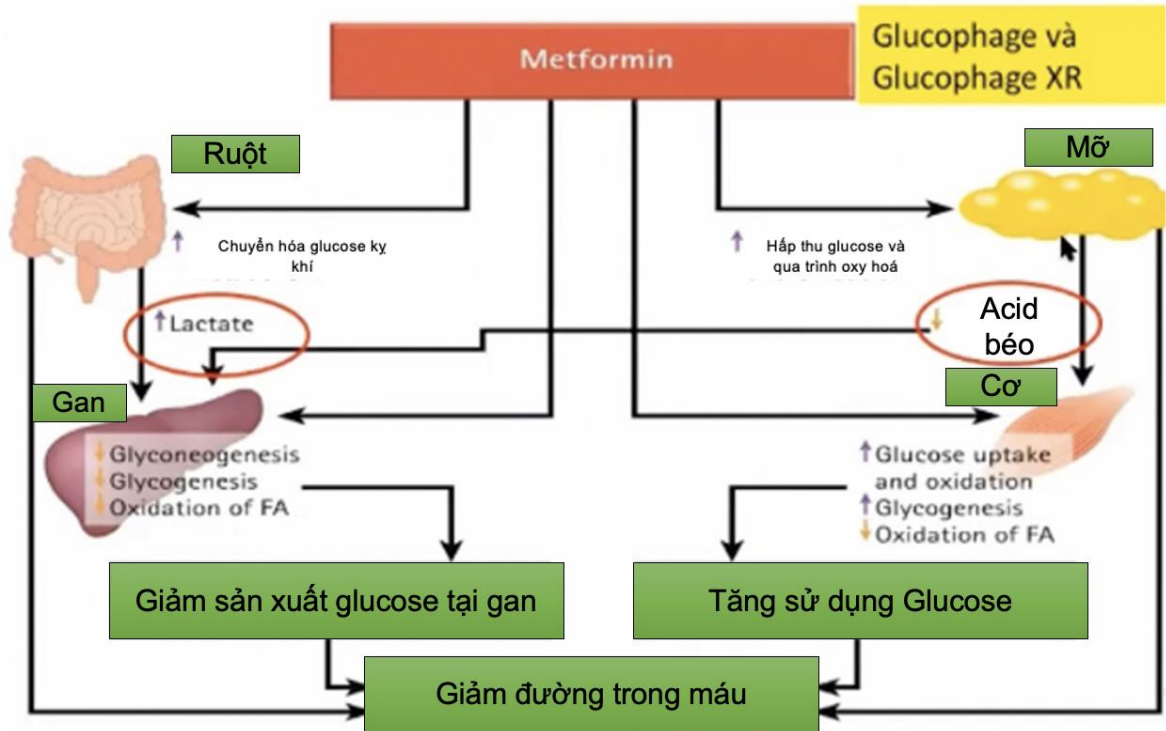 Metformin
Glucophage và
Glucophage XR
Ruột
Mỡ
↑ Chuyển hóa glucose kỵ
khí
↑ Hấp thu glucose và
qua trình oxy hoá
↑Lactate
↓ Acid
béo
Gan
Cơ
↓Glyconeogenesis
↓Glycogenesis
↓Oxidation of FA
↑Glucose uptake
and oxidation
↑Glycogenesis
↓Oxidation of FA
Giảm sản xuất glucose tại gan
Tăng sử dụng Glucose
Giảm đường trong máu